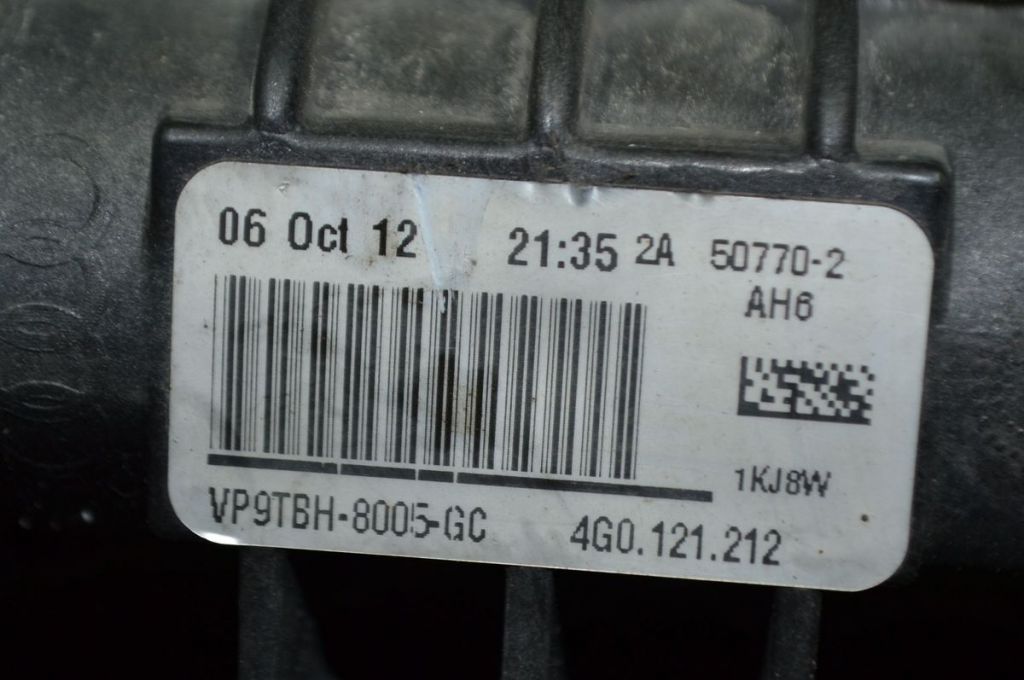 06 Oct 12 21:35 2A 50770-2
AH6
1KJ8W
VP9TBH-8005-GC 4G0.121.212